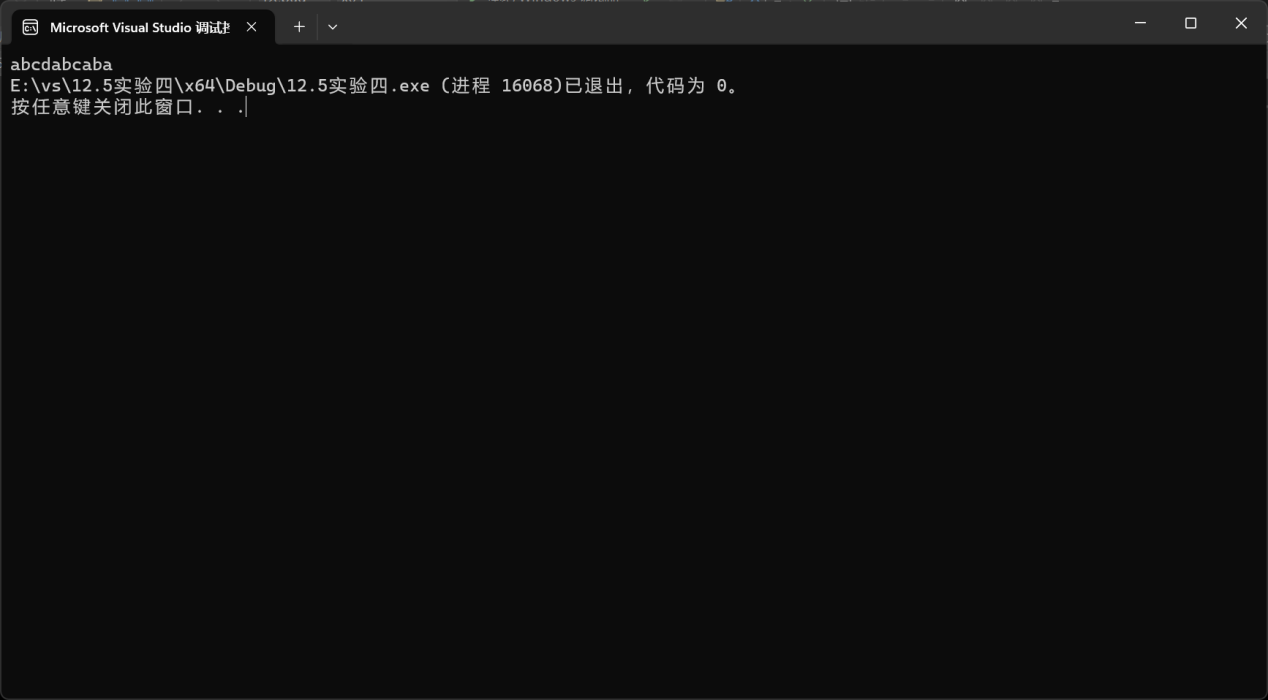 Microsoft Visual Studio 调试
abcdabcaba
E:\vs\12.5实验四\x64\Debug\12.5实验四.exe (进程 16068)已退出，代码为 0。
按任意键关闭此窗口. . .